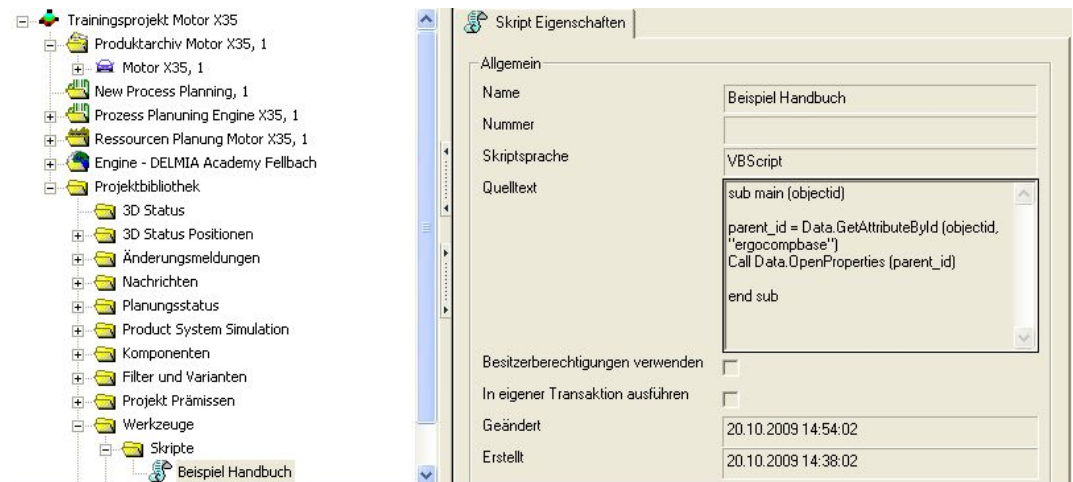 Trainingsprojekt Motor X35
Produktarchiv Motor X35, 1
Motor X35, 1
New Process Planning, 1
Prozess Planuning Engine X35, 1
Ressourcen Planung Motor X35, 1
Engine - DELMIA Academy Fellbach
Projektbibliothek
3D Status
3D Status Positionen
Änderungsmeldungen
Nachrichten
Planungsstatus
Product System Simulation
Komponenten
Filter und Varianten
Projekt Prämissen
Werkzeuge
Skripte
Beispiel Handbuch
Skript Eigenschaften
Allgemein
Name
Beispiel Handbuch
Nummer
Skriptsprache
VBScript
Quelltext
sub main (objectid)
parent_id = Data.GetAttributeById (objectid,
"ergocompbase")
Call Data.OpenProperties (parent_id)
end sub
Besitzerberechtigungen verwenden
In eigener Transaktion ausführen
Geändert
20.10.2009 14:54:02
Erstellt
20.10.2009 14:38:02